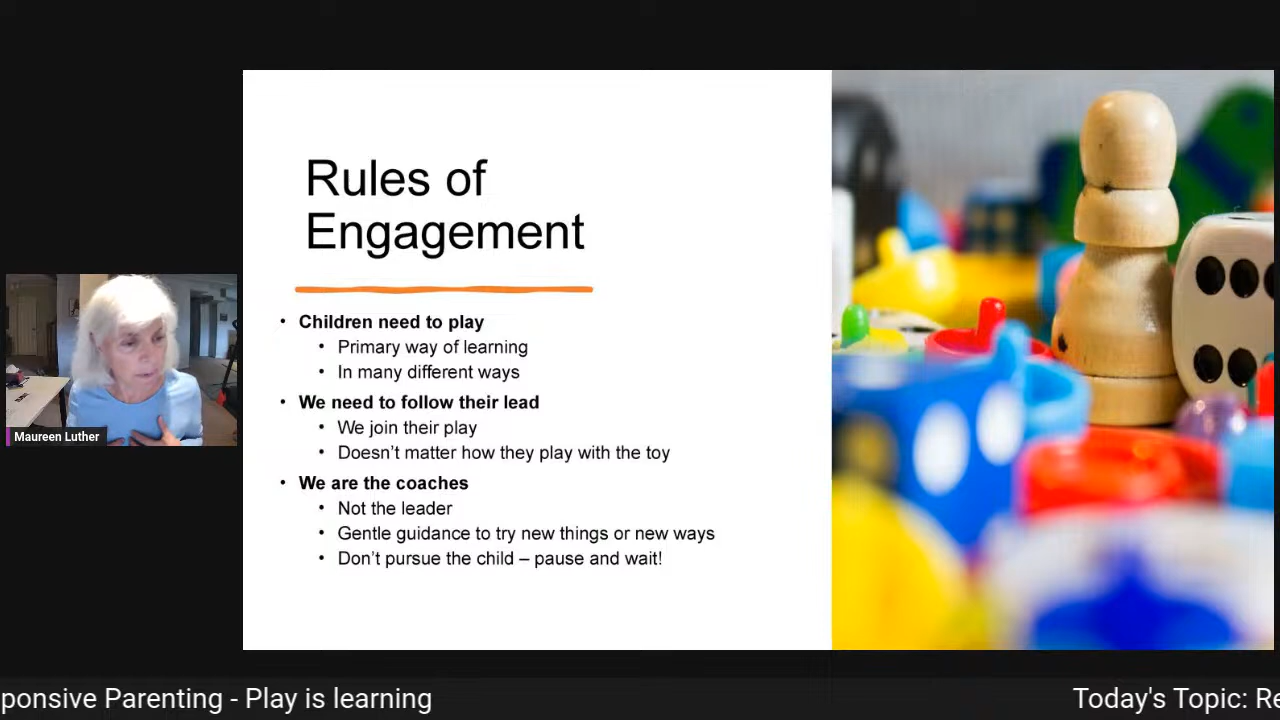 Rules of
Engagement
• Children need to play
• Primary way of learning
• In many different ways
• We need to follow their lead
• We join their play
• Doesn’t matter how they play with the toy
• We are the coaches
• Not the leader
• Gentle guidance to try new things or new ways
• Don’t pursue the child – pause and wait!
Maureen Luther
ponsive Parenting - Play is learning
Today's Topic: Re